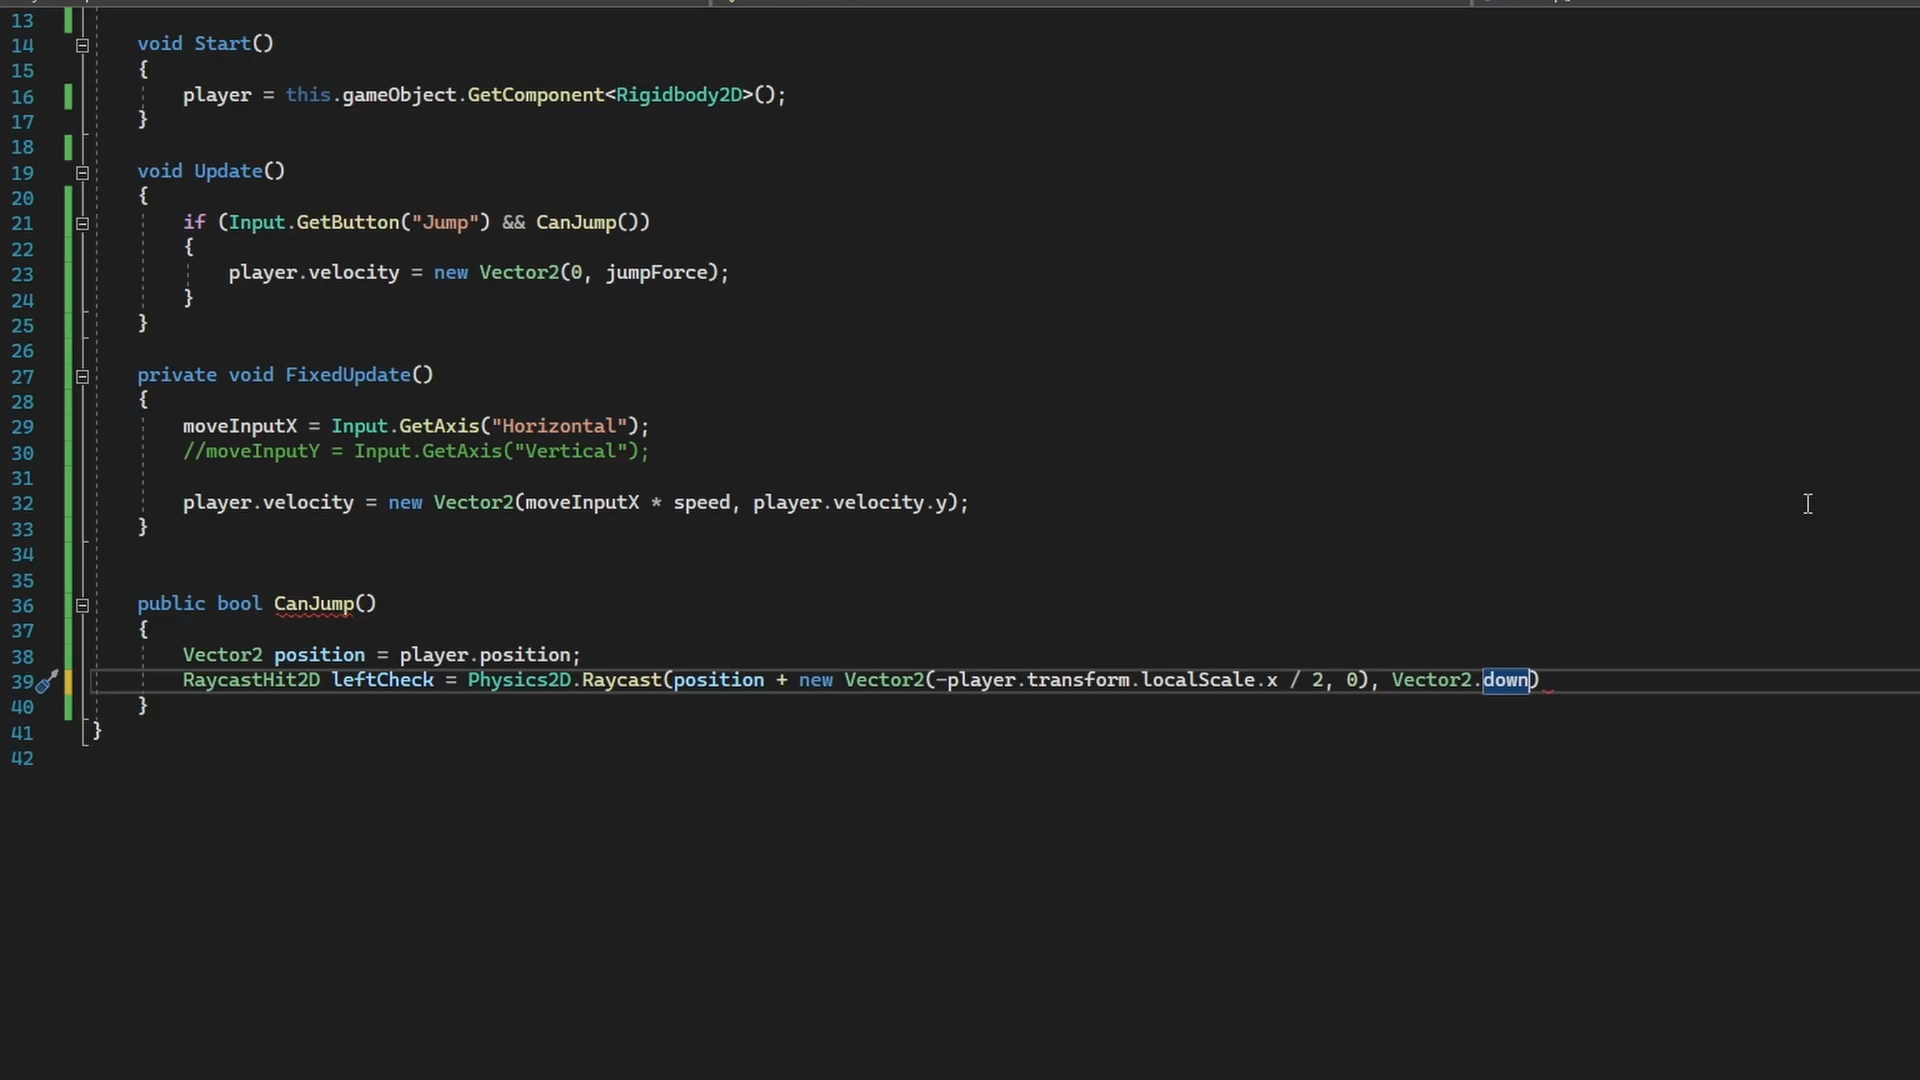 13
14 void Start()
15 {
16 player = this.gameObject.GetComponent<Rigidbody2D>();
17 }
18
19 void Update()
20 {
21 if (Input.GetButton("Jump") && CanJump())
22 {
23 player.velocity = new Vector2(0, jumpForce);
24 }
25 }
26
27 private void FixedUpdate()
28 {
29 moveInputX = Input.GetAxis("Horizontal");
30 //moveInputY = Input.GetAxis("Vertical");
31
32 player.velocity = new Vector2(moveInputX * speed, player.velocity.y);
33 }
34
35
36 public bool CanJump()
37 {
38 Vector2 position = player.position;
39 RaycastHit2D leftCheck = Physics2D.Raycast(position + new Vector2(-player.transform.localScale.x / 2, 0), Vector2.down)
40 }
41 }
42